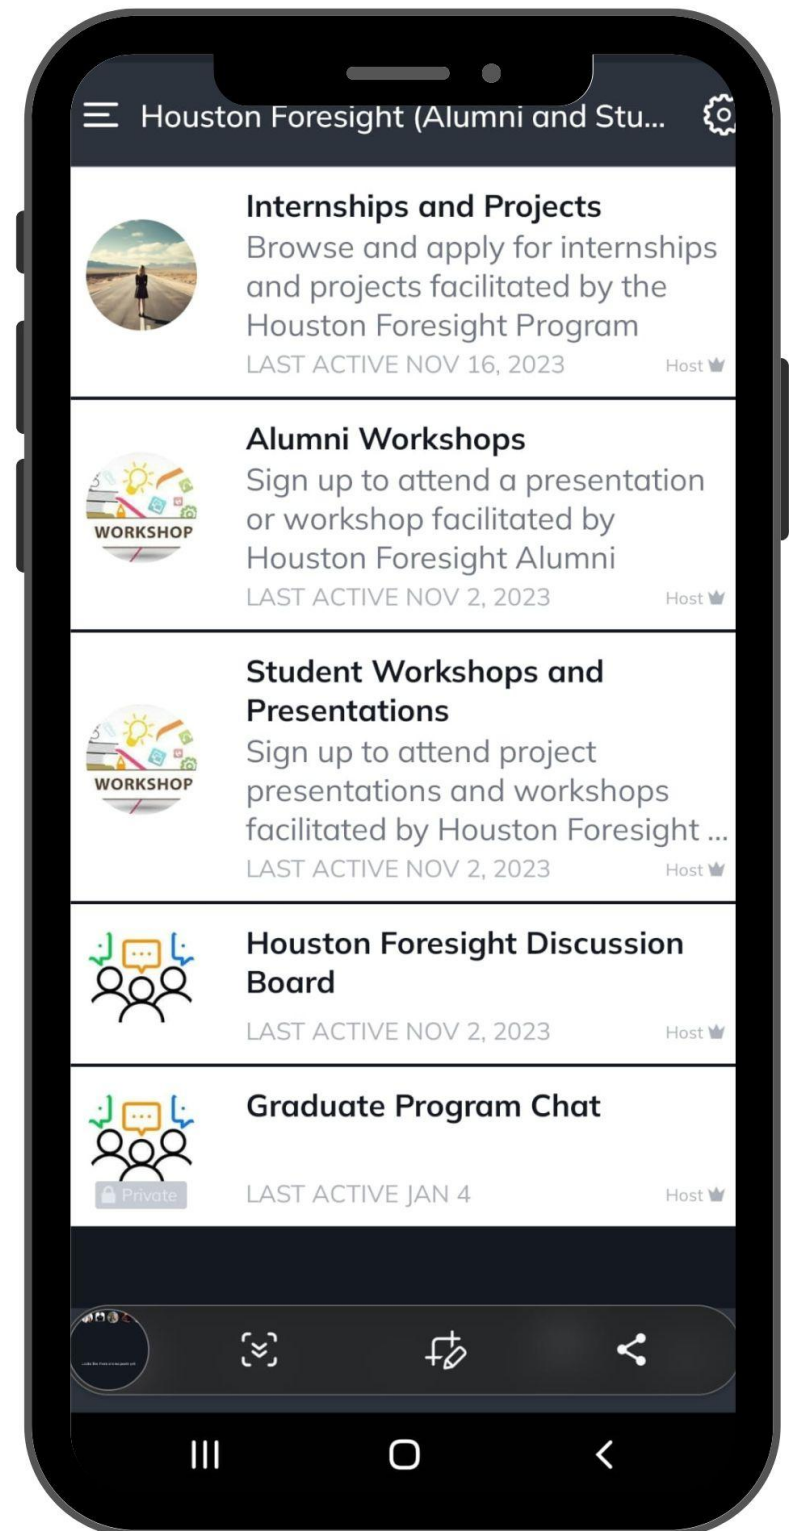 Houston Foresight (Alumni and Stu...
Internships and Projects
Browse and apply for internships
and projects facilitated by the
Houston Foresight Program
LAST ACTIVE NOV 16, 2023
Host
WORKSHOP
Alumni Workshops
Sign up to attend a presentation
or workshop facilitated by
Houston Foresight Alumni
LAST ACTIVE NOV 2, 2023
Host
WORKSHOP
Student Workshops and
Presentations
Sign up to attend project
presentations and workshops
facilitated by Houston Foresight ...
LAST ACTIVE NOV 2, 2023
Host
Houston Foresight Discussion
Board
LAST ACTIVE NOV 2, 2023
Host
Graduate Program Chat
Private
LAST ACTIVE JAN 4
Host